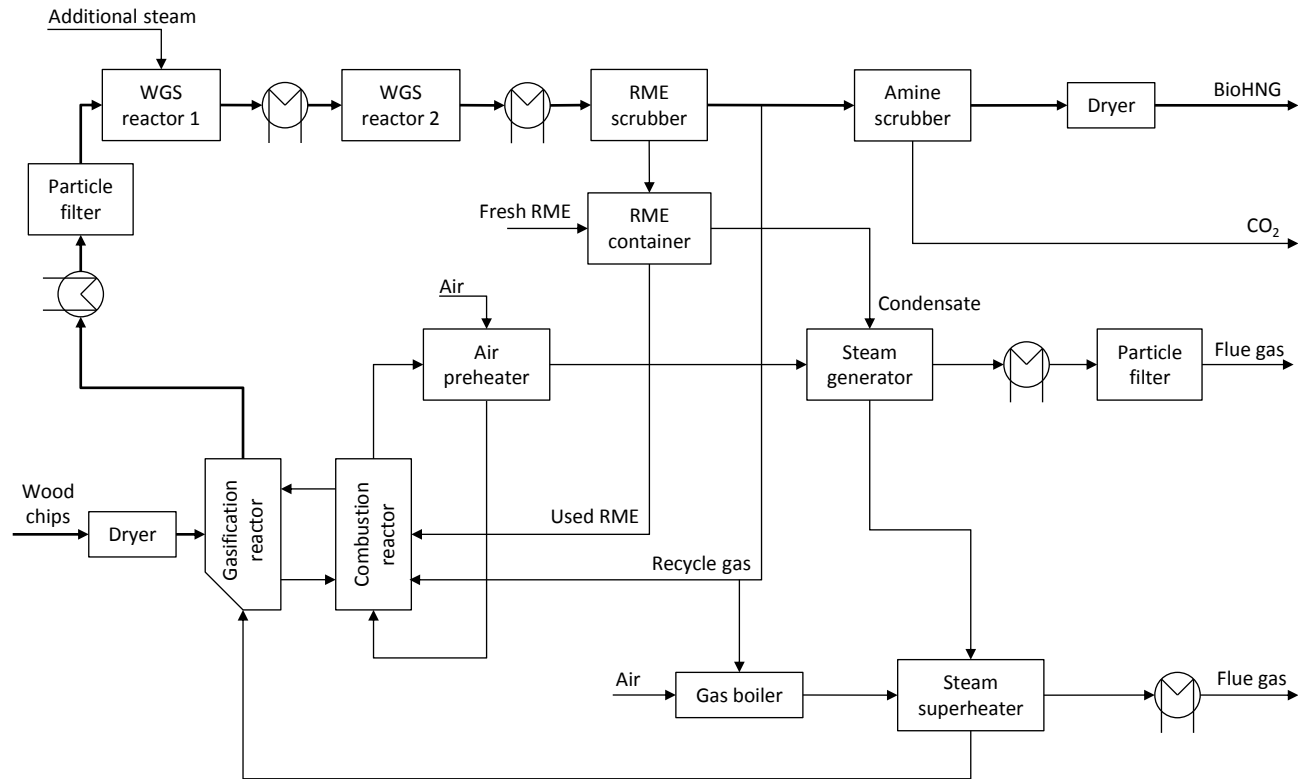 Additional steam
WGS
reactor 1
WGS
reactor 2
RME
scrubber
Amine
scrubber
Dryer
BioHNG
Particle
filter
Fresh RME
RME
container
CO₂
Air
Condensate
Air
preheater
Steam
generator
Particle
filter
Flue gas
Wood
chips
Dryer
Gasification
reactor
Combustion
reactor
Used RME
Recycle gas
Air
Gas boiler
Steam
superheater
Flue gas